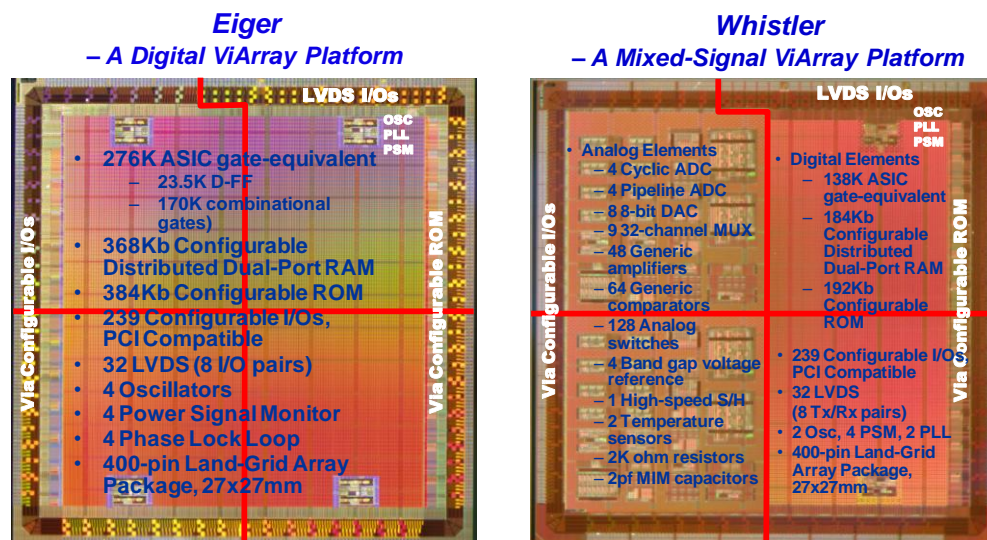 Eiger
– A Digital ViArray Platform
LVDS I/Os
OSC
PLL
PSM
Via Configurable I/Os
Via Configurable ROM
• 276K ASIC gate-equivalent
– 23.5K D-FF
– 170K combinational
gates)
• 368Kb Configurable
Distributed Dual-Port RAM
• 384Kb Configurable ROM
• 239 Configurable I/Os,
PCI Compatible
• 32 LVDS (8 I/O pairs)
• 4 Oscillators
• 4 Power Signal Monitor
• 4 Phase Lock Loop
• 400-pin Land-Grid Array
Package, 27x27mm
Whistler
– A Mixed-Signal ViArray Platform
LVDS I/Os
OSC
PLL
PSM
Via Configurable I/Os
Via Configurable ROM
• Analog Elements
– 4 Cyclic ADC
– 4 Pipeline ADC
– 8 8-bit DAC
– 9 32-channel MUX
– 48 Generic
amplifiers
– 64 Generic
comparators
– 128 Analog
switches
– 4 Band gap voltage
reference
– 1 High-speed S/H
– 2 Temperature
sensors
– 2K ohm resistors
– 2pf MIM capacitors
• Digital Elements
– 138K ASIC
gate-equivalent
– 184Kb
Configurable
Distributed
Dual-Port RAM
– 192Kb
Configurable
ROM
• 239 Configurable I/Os,
PCI Compatible
• 32 LVDS
(8 Tx/Rx pairs)
• 2 Osc, 4 PSM, 2 PLL
• 400-pin Land-Grid
Array Package,
27x27mm